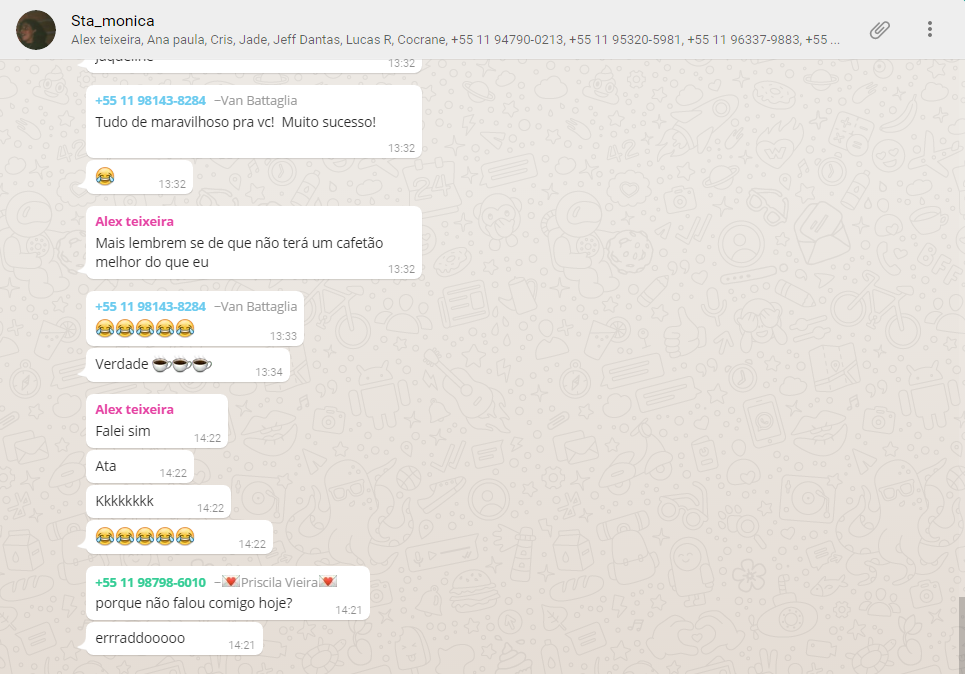 Sta_monica
Alex teixeira, Ana paula, Cris, Jade, Jeff Dantas, Lucas R, Cocrane, +55 11 94790-0213, +55 11 95320-5981, +55 11 96337-9883, +55 ...
jaqueline
13:32
+55 11 98143-8284 ~Van Battaglia
Tudo de maravilhoso pra vc! Muito sucesso!
13:32
😂 13:32
Alex teixeira
Mais lembrem se de que não terá um cafetão
melhor do que eu
13:32
+55 11 98143-8284 ~Van Battaglia
😂😂😂😂😂 13:33
Verdade ☕☕☕ 13:34
Alex teixeira
Falei sim 14:22
Ata 14:22
Kkkkkkkk 14:22
😂😂😂😂😂 14:22
+55 11 98798-6010 ~💌Priscila Vieira💌
porque não falou comigo hoje? 14:21
errraddooooo 14:21